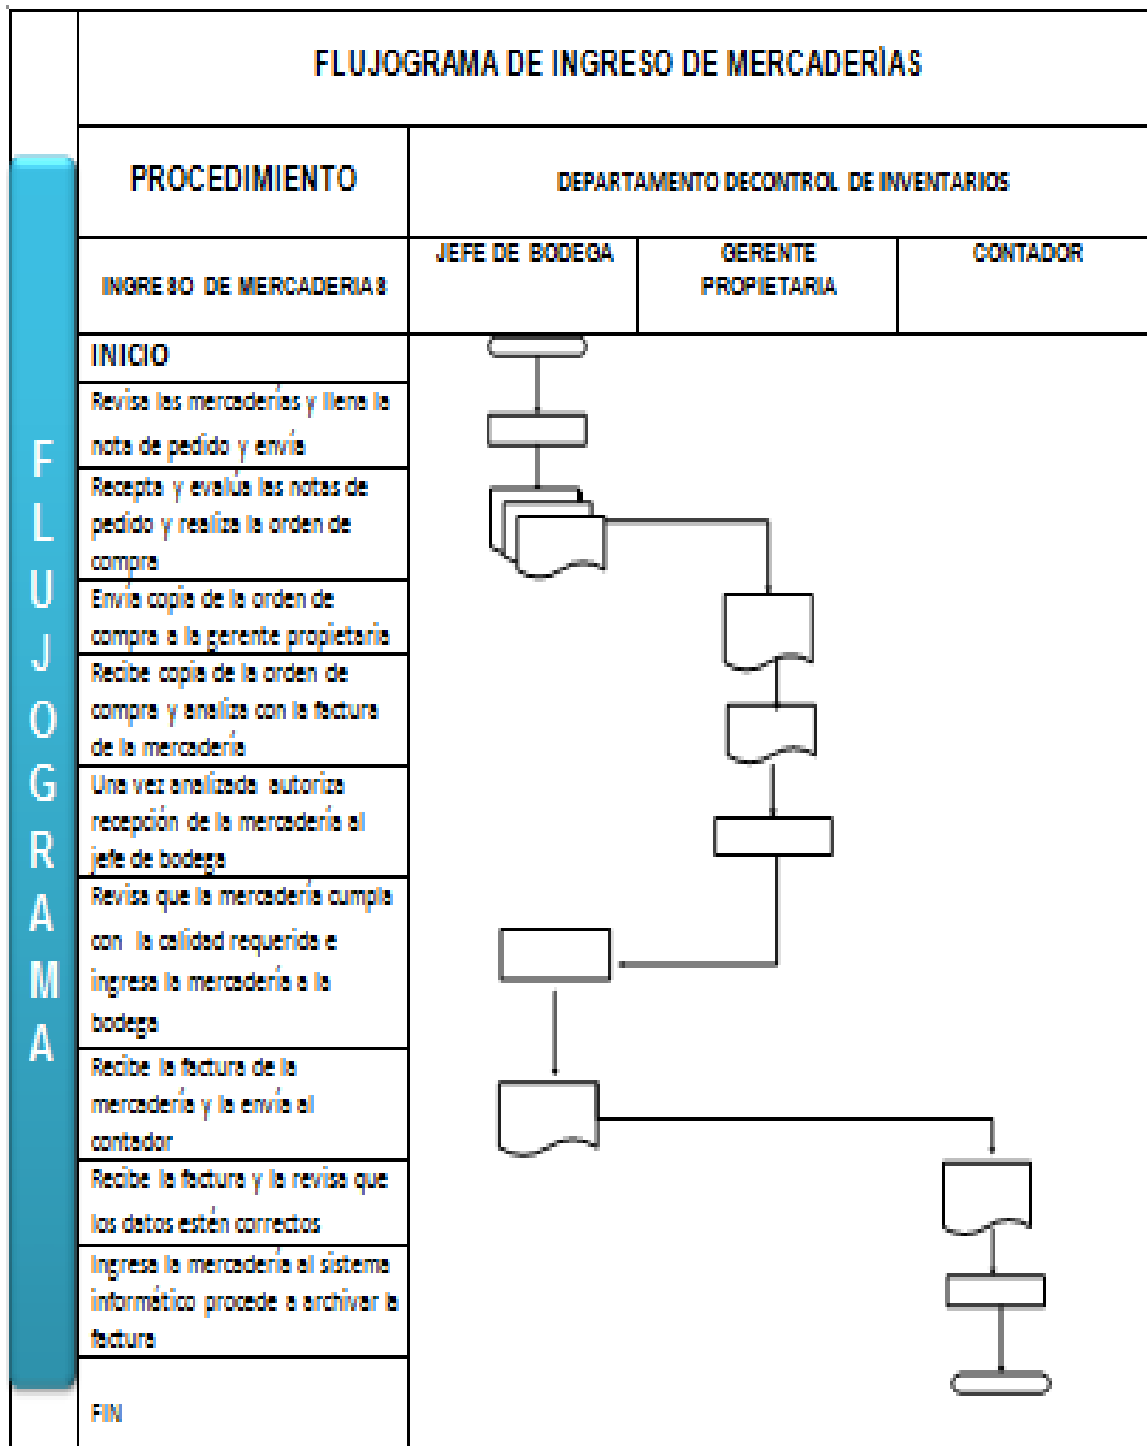 FLUJOGRAMA DE INGRESO DE MERCADERÍAS
PROCEDIMIENTO
DEPARTAMENTO DECONTROL DE INVENTARIOS
INGRESO DE MERCADERIAS
JEFE DE BODEGA
GERENTE
PROPIETARIA
CONTADOR
INICIO
Revisa las mercaderías y llena la
nota de pedido y envía
Recepta y evalúa las notas de
pedido y realiza la orden de
compra
Envía copia de la orden de
compra a la gerente propietaria
Recibe copia de la orden de
compra y analiza con la factura
de la mercadería
Una vez analizada autoriza
recepción de la mercadería al
jefe de bodega
Revisa que la mercadería cumpla
con la calidad requerida e
ingresa la mercadería a la
bodega
Recibe la factura de la
mercadería y la envía al
contador
Recibe la factura y la revisa que
los datos estén correctos
Ingresa la mercadería al sistema
informático procede a archivar la
factura
FIN
F
L
U
J
O
G
R
A
M
A